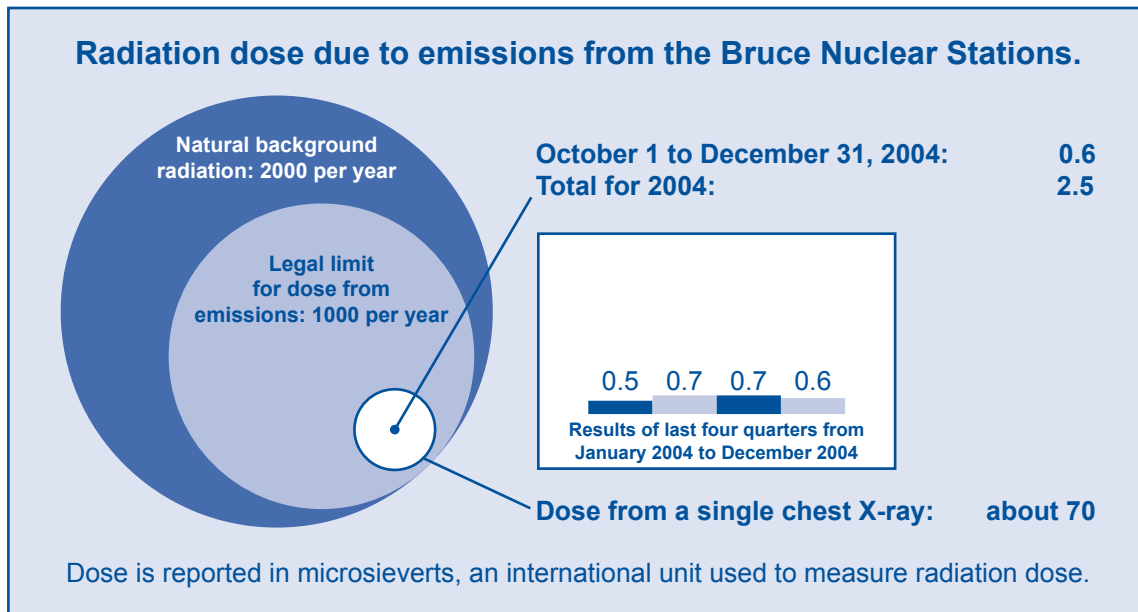 Radiation dose due to emissions from the Bruce Nuclear Stations.
Natural background
radiation: 2000 per year
Legal limit
for dose from
emissions: 1000 per year
October 1 to December 31, 2004: 0.6
Total for 2004: 2.5
0.5 0.7 0.7 0.6
Results of last four quarters from
January 2004 to December 2004
Dose from a single chest X-ray: about 70
Dose is reported in microsieverts, an international unit used to measure radiation dose.